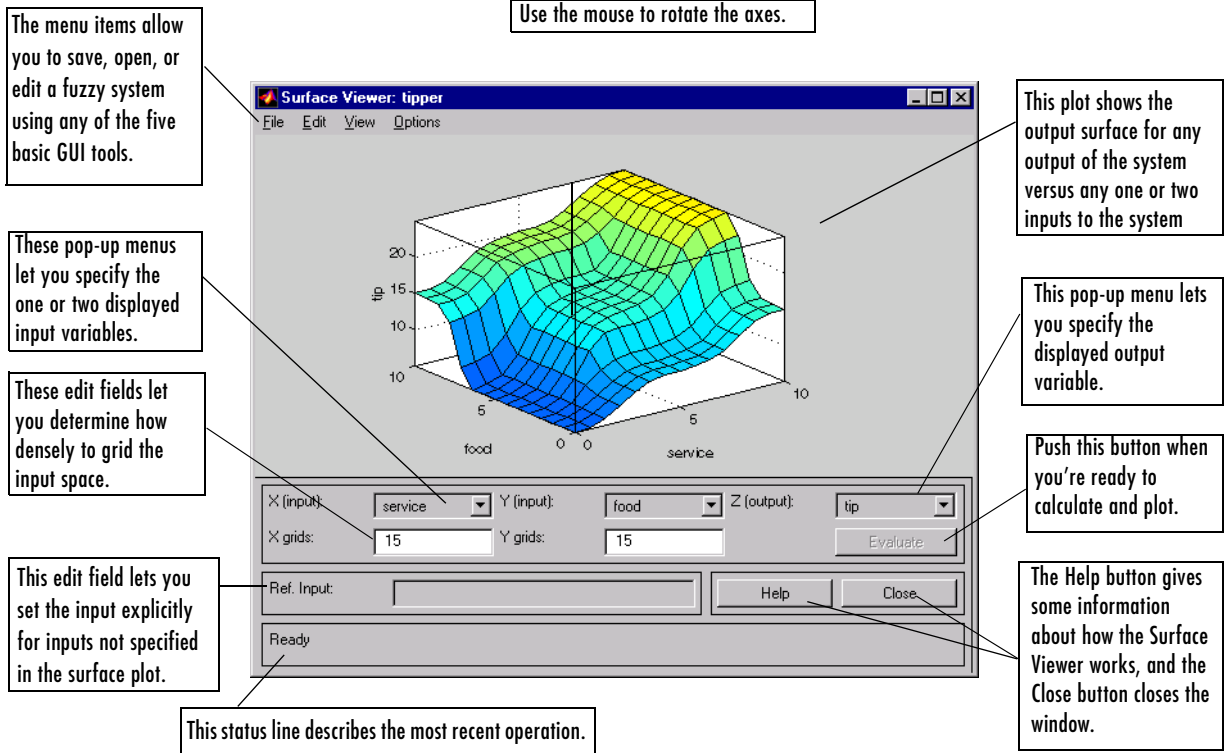 Use the mouse to rotate the axes.
The menu items allow
you to save, open, or
edit a fuzzy system
using any of the five
basic GUI tools.
These pop-up menus
let you specify the
one or two displayed
input variables.
These edit fields let
you determine how
densely to grid the
input space.
This edit field lets you
set the input explicitly
for inputs not specified
in the surface plot.
Surface Viewer: tipper
File Edit View Options
20
15
10
tip
10
5
0
food
0
5
10
service
X (input): service Y (input): food Z (output): tip
X grids: 15 Y grids: 15 Evaluate
Ref. Input: Help Close
Ready
This plot shows the
output surface for any
output of the system
versus any one or two
inputs to the system
This pop-up menu lets
you specify the
displayed output
variable.
Push this button when
you're ready to
calculate and plot.
The Help button gives
some information
about how the Surface
Viewer works, and the
Close button closes the
window.
This status line describes the most recent operation.